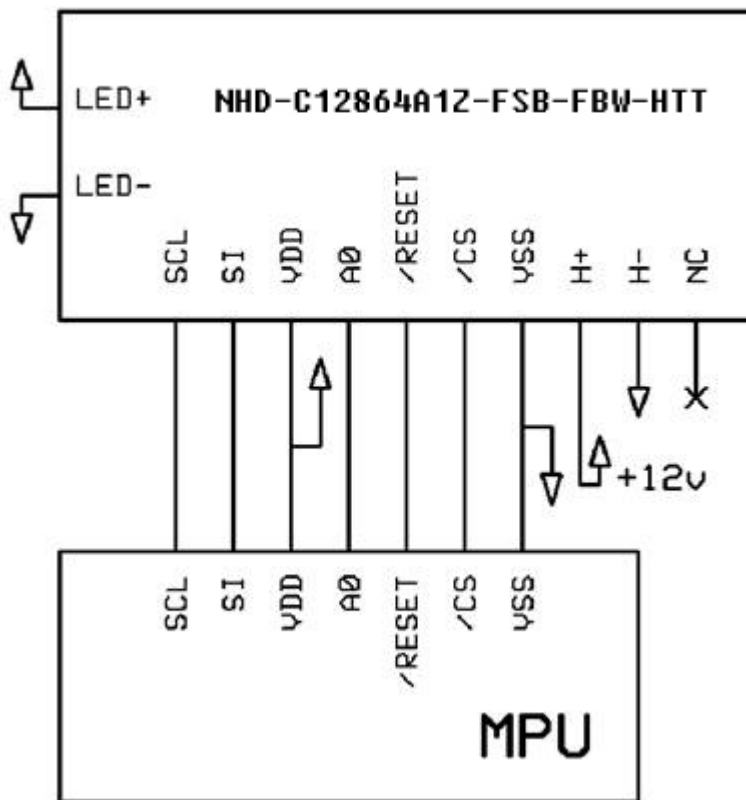 LED+ NHD-C12864A1Z-FSB-FBW-HTT
LED-
SCL SI VDD A0 /RESET /CS VSS H+ H- NC
+12v
SCL SI VDD A0 /RESET /CS VSS
MPU